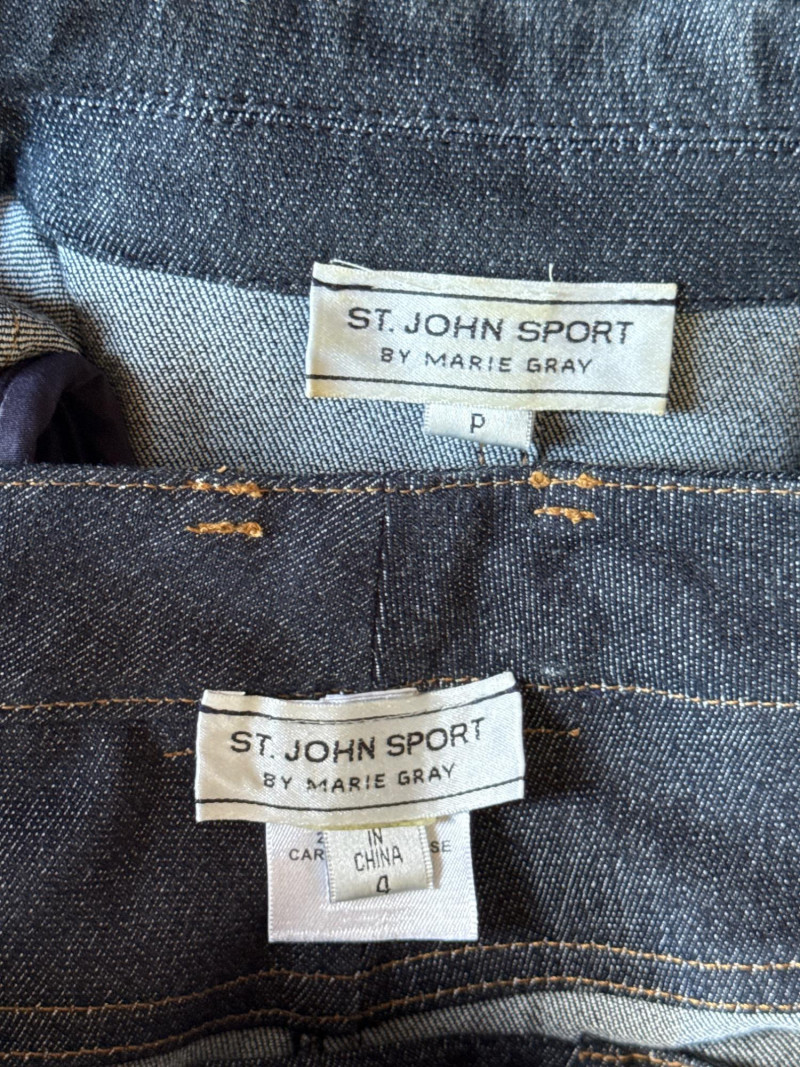 ST. JOHN SPORT
BY MARIE GRAY
P
ST. JOHN SPORT
BY MARIE GRAY
IN
CHINA
4